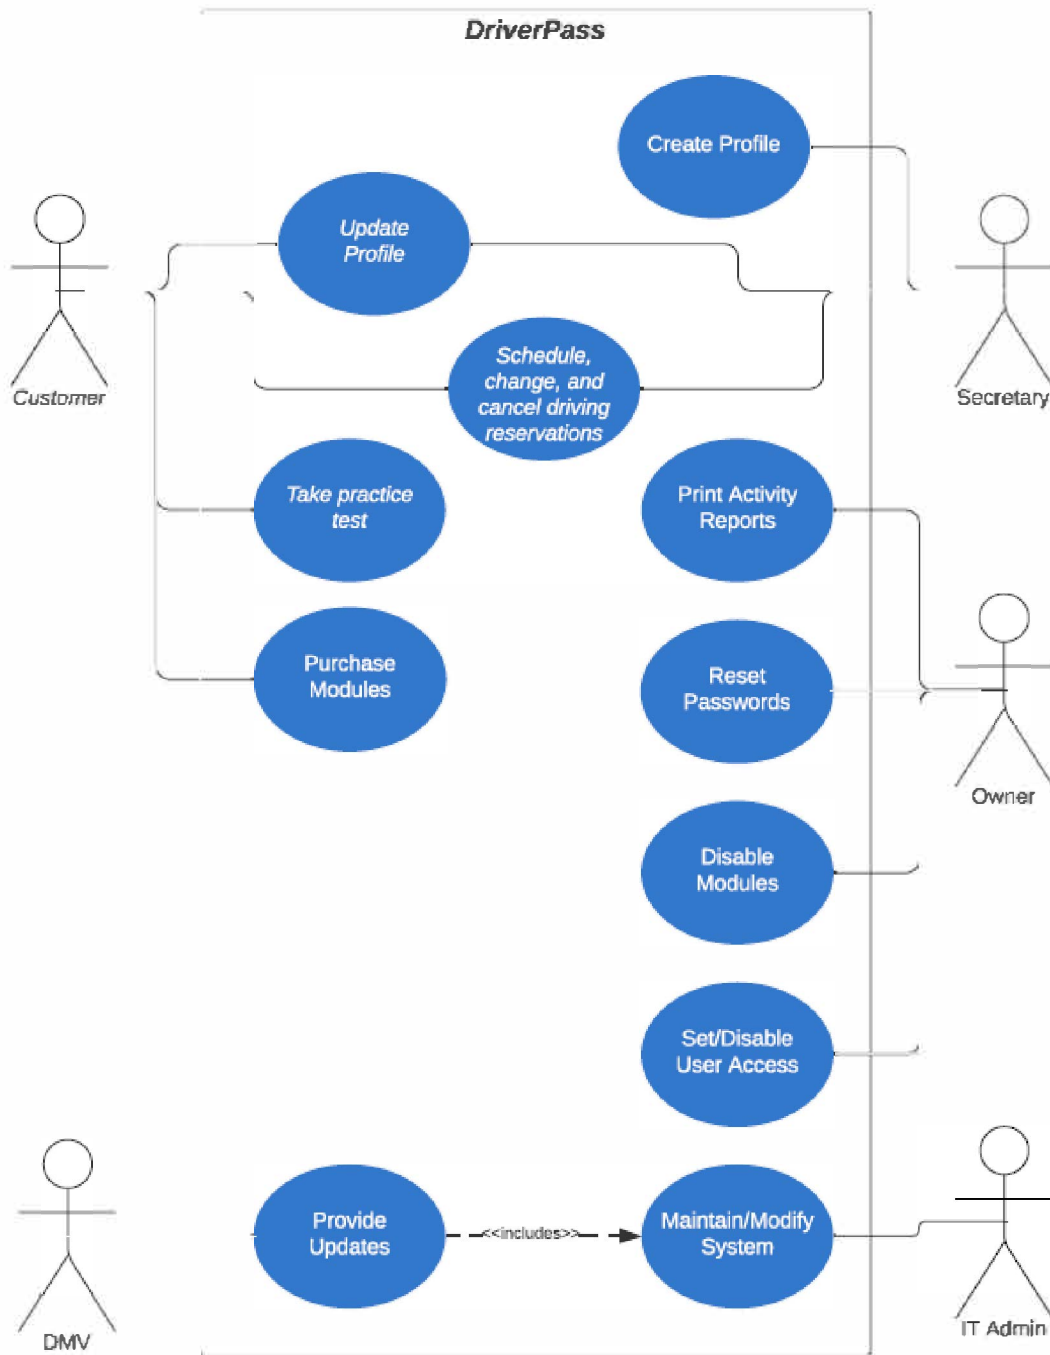 DriverPass
Create Profile
Update
Profile
Customer
Secretary
Schedule,
change, and
cancel driving
reservations
Take practice
test
Print Activity
Reports
Purchase
Modules
Reset
Passwords
Owner
Disable
Modules
Set/Disable
User Access
Provide
Updates
<<includes>>
Maintain/Modify
System
DMV
IT Admin